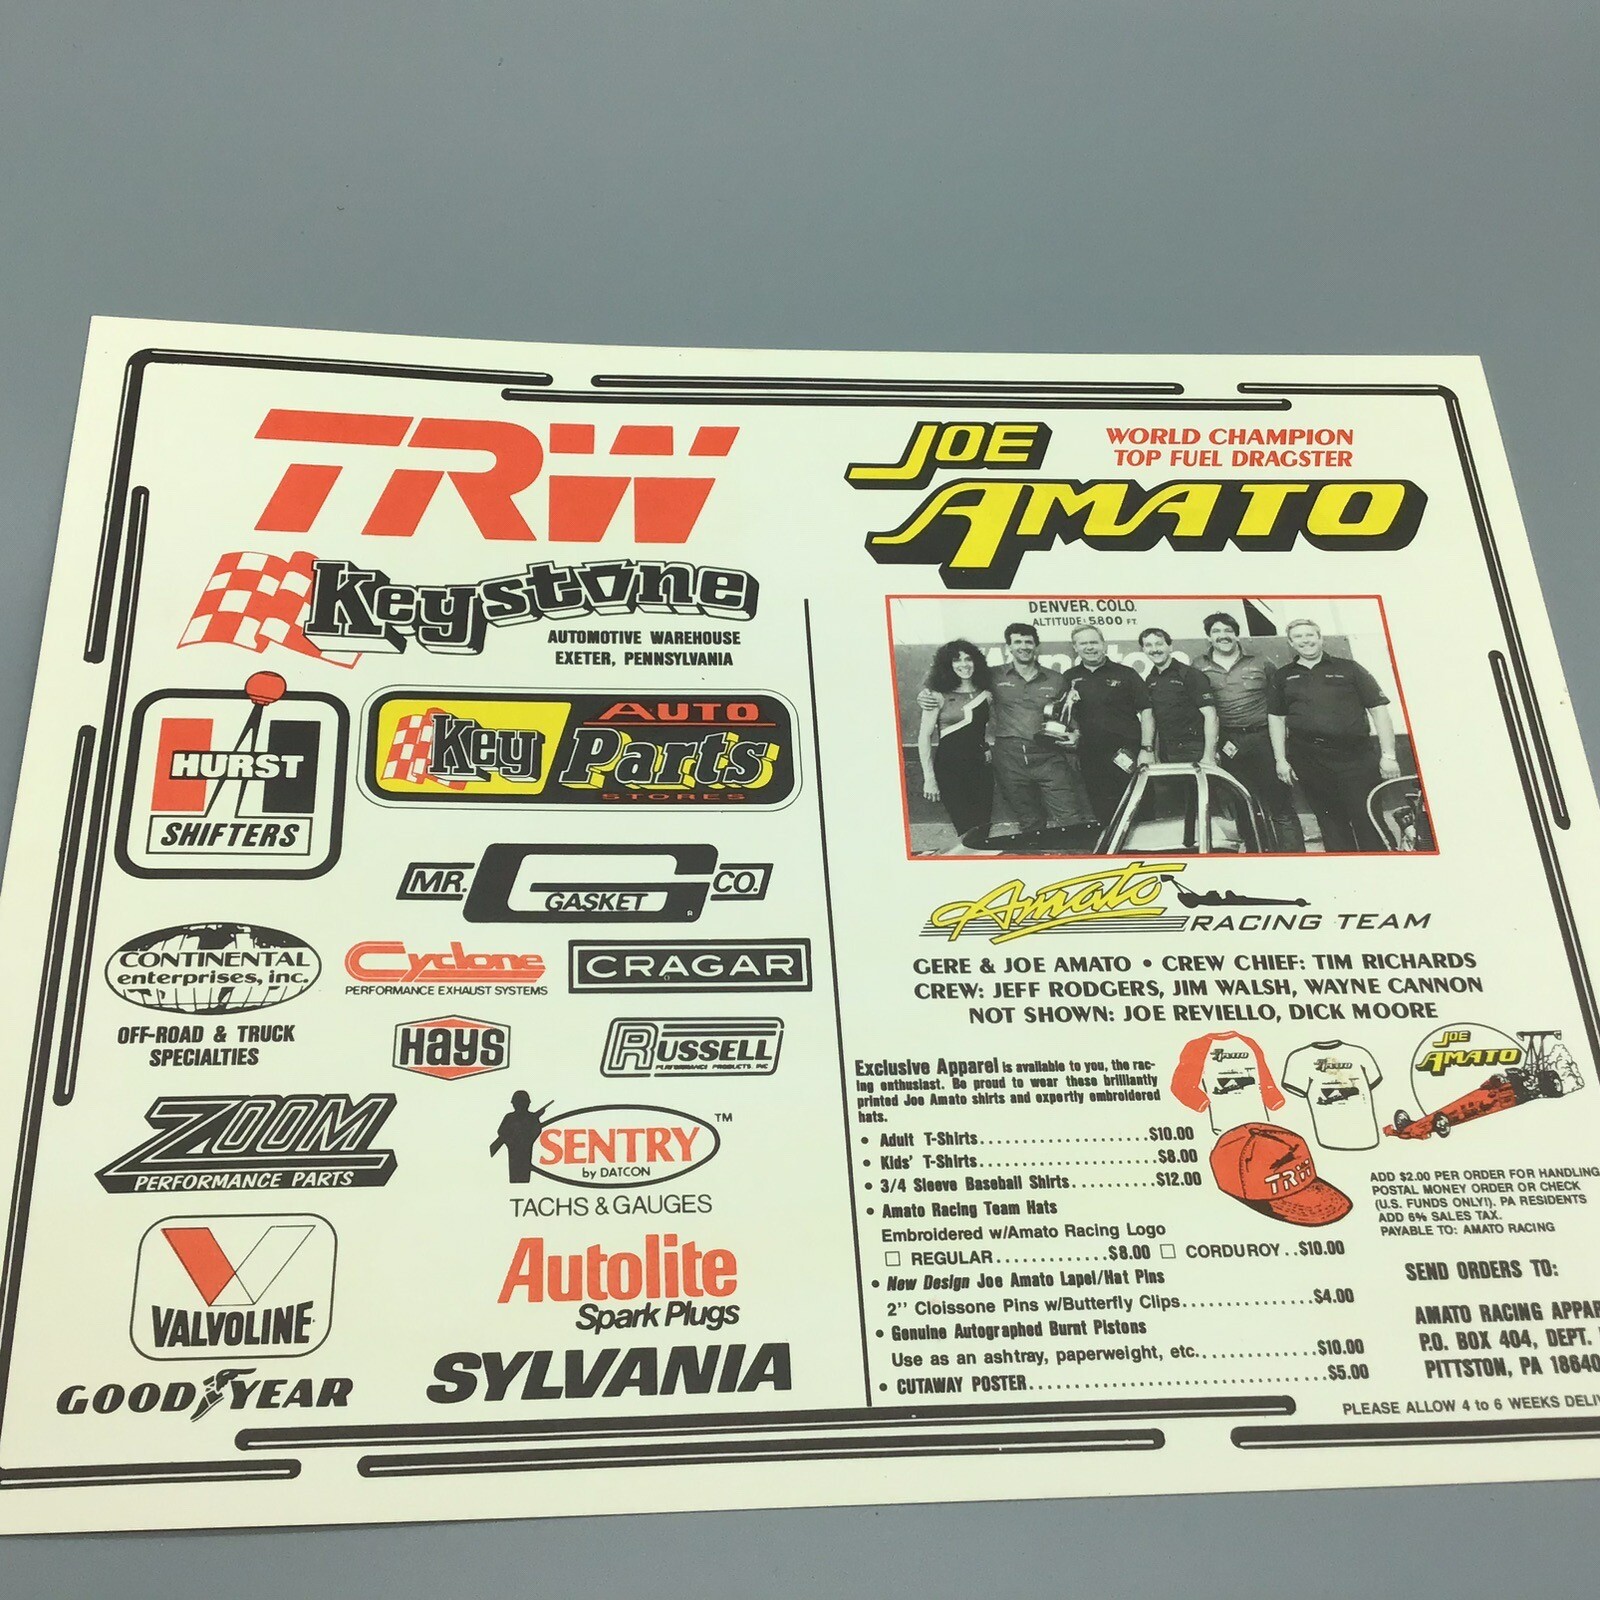 TRW
Keystone
AUTOMOTIVE WAREHOUSE
EXETER, PENNSYLVANIA
HURST
SHIFTERS
Key AUTO
Parts
STORES
MR. GASKET CO.
CONTINENTAL
enterprises, inc.
OFF-ROAD & TRUCK
SPECIALTIES
Cyclone
PERFORMANCE EXHAUST SYSTEMS
CRAGAR
Hays
RUSSELL
PERFORMANCE PRODUCTS, INC
ZOOM
PERFORMANCE PARTS
SENTRY™
by DATCON
TACHS & GAUGES
VALVOLINE
Autolite
Spark Plugs
GOODYEAR
SYLVANIA
JOE
AMATO
WORLD CHAMPION
TOP FUEL DRAGSTER
DENVER, COLO.
ALTITUDE: 5800 FT.
Amato
RACING TEAM
GERE & JOE AMATO • CREW CHIEF: TIM RICHARDS
CREW: JEFF RODGERS, JIM WALSH, WAYNE CANNON
NOT SHOWN: JOE REVIELLO, DICK MOORE
Exclusive Apparel is available to you, the rac-
ing enthusiast. Be proud to wear these brilliantly
printed Joe Amato shirts and expertly embroidered
hats.
• Adult T-Shirts.....................$10.00
• Kids' T-Shirts......................$8.00
• 3/4 Sleeve Baseball Shirts..........$12.00
• Amato Racing Team Hats
Embroidered w/Amato Racing Logo
☐ REGULAR..............$8.00 ☐ CORDUROY..$10.00
• New Design Joe Amato Lapel/Hat Pins
2'' Cloissone Pins w/Butterfly Clips...............$4.00
• Genuine Autographed Burnt Pistons
Use as an ashtray, paperweight, etc..............$10.00
• CUTAWAY POSTER..................................$5.00
JOE
AMATO
TRW
ADD $2.00 PER ORDER FOR HANDLING
POSTAL MONEY ORDER OR CHECK
(U.S. FUNDS ONLY!). PA RESIDENTS
ADD 6% SALES TAX.
PAYABLE TO: AMATO RACING
SEND ORDERS TO:
AMATO RACING APPAR
P.O. BOX 404, DEPT.
PITTSTON, PA 18640
PLEASE ALLOW 4 to 6 WEEKS DELI